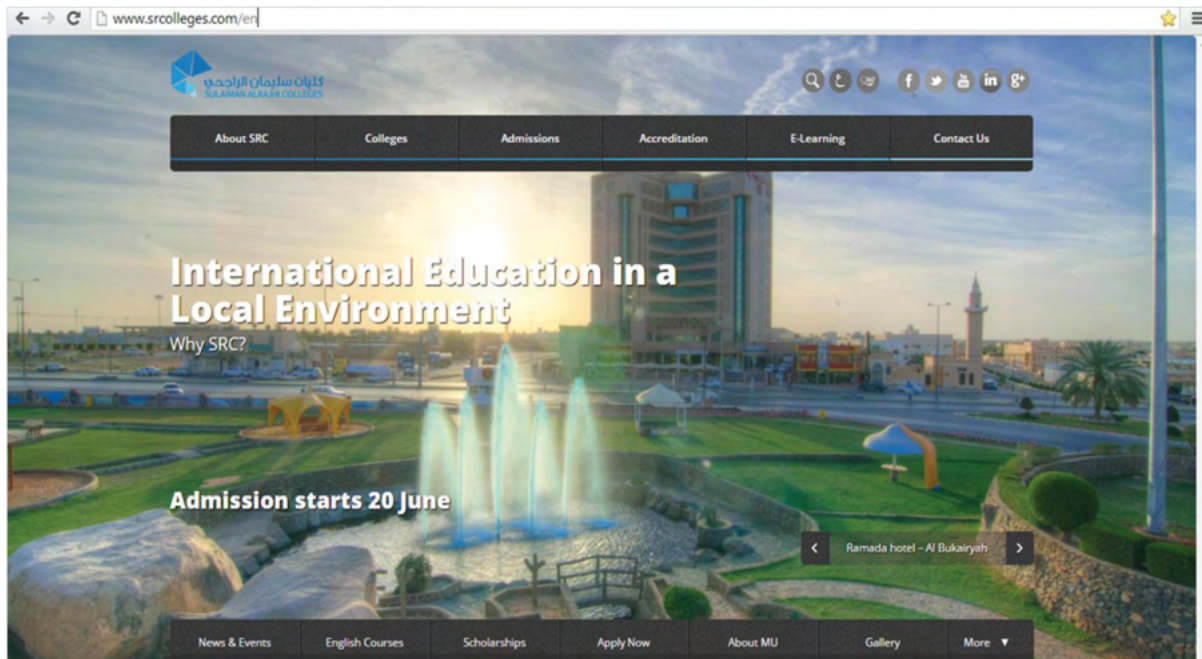 www.srcolleges.com/en
كليات سليمان الراجحي
SULAIMAN ALRAJHI COLLEGES
ع
f
in
g+
About SRC
Colleges
Admissions
Accreditation
E-Learning
Contact Us
International Education in a
Local Environment
Why SRC?
Admission starts 20 June
< Ramada hotel – Al Bukairyah >
News & Events
English Courses
Scholarships
Apply Now
About MU
Gallery
More ▼